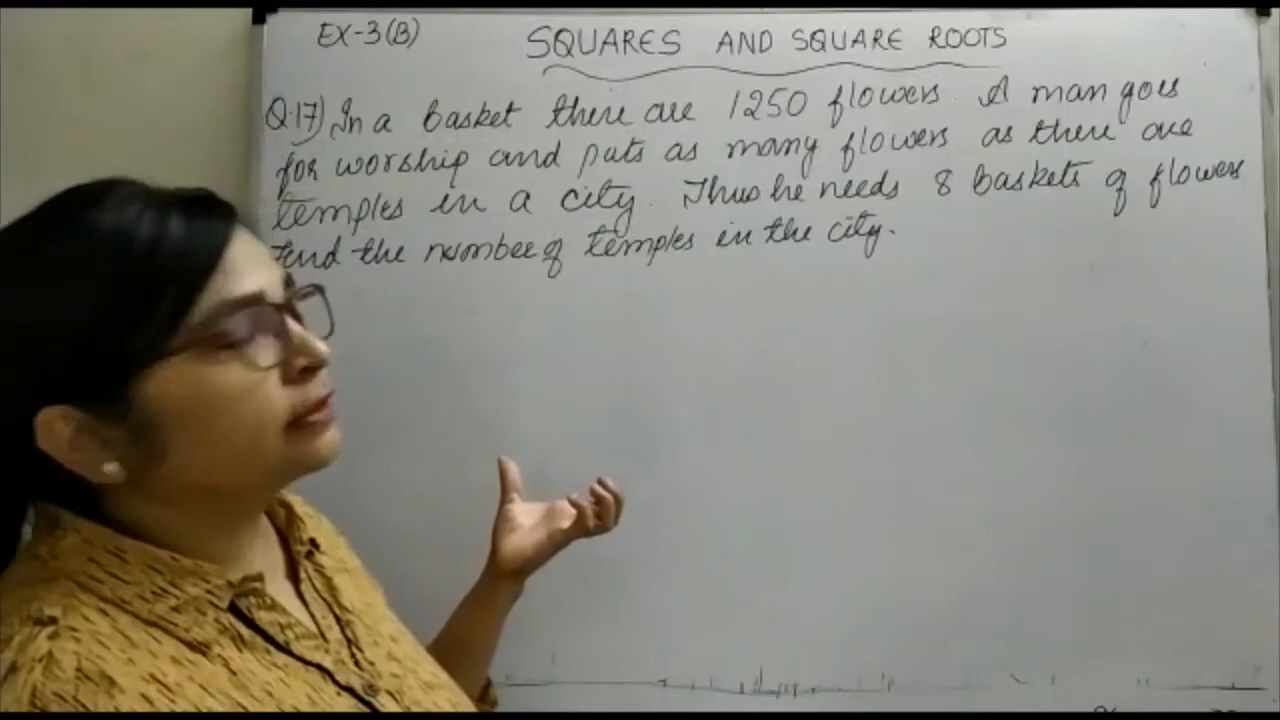 EX-3(B)
SQUARES AND SQUARE ROOTS
Q.17) In a basket there are 1250 flowers. A man goes
for worship and puts as many flowers as there are
temples in a city. Thus he needs 8 baskets of flowers
Find the number of temples in the city.